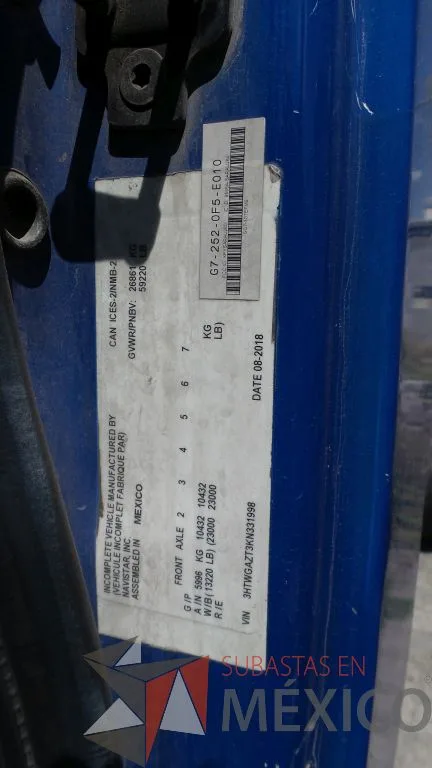 INCOMPLETE VEHICLE MANUFACTURED BY
(VEHICULE INCOMPLET FABRIQUE PAR)
NAVISTAR, INC.
ASSEMBLED IN MEXICO
CAN ICES-2/NMB-2
GVWR/PNBV: 26861 KG
59220 LB
FRONT AXLE 2 3 4 5 6 7
G / P
A / N 5996 KG 10432 10432 KG
W/B (13220 LB) (23000 23000 LB)
R / E
VIN 3HTWGAZT3KN331998
DATE 08-2018
G7-252-0F5-E010
SUBASTAS EN
MÉXICO